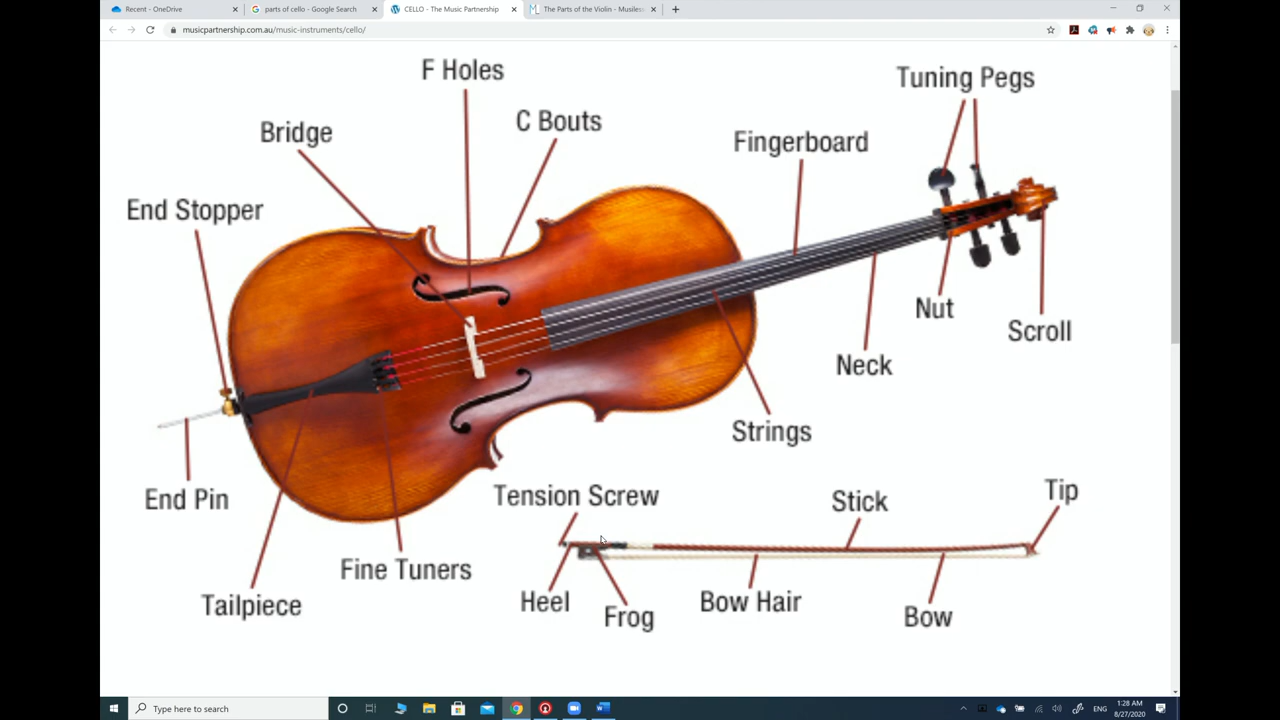 Recent - OneDrive
parts of cello - Google Search
CELLO - The Music Partnership
The Parts of the Violin - Musiles
musicpartnership.com.au/music-instruments/cello/
F Holes
Tuning Pegs
C Bouts
Bridge
Fingerboard
End Stopper
Nut
Scroll
Neck
Strings
End Pin
Tension Screw
Stick
Tip
Fine Tuners
Tailpiece
Heel
Frog
Bow Hair
Bow
Type here to search
ENG
1:28 AM
8/27/2020